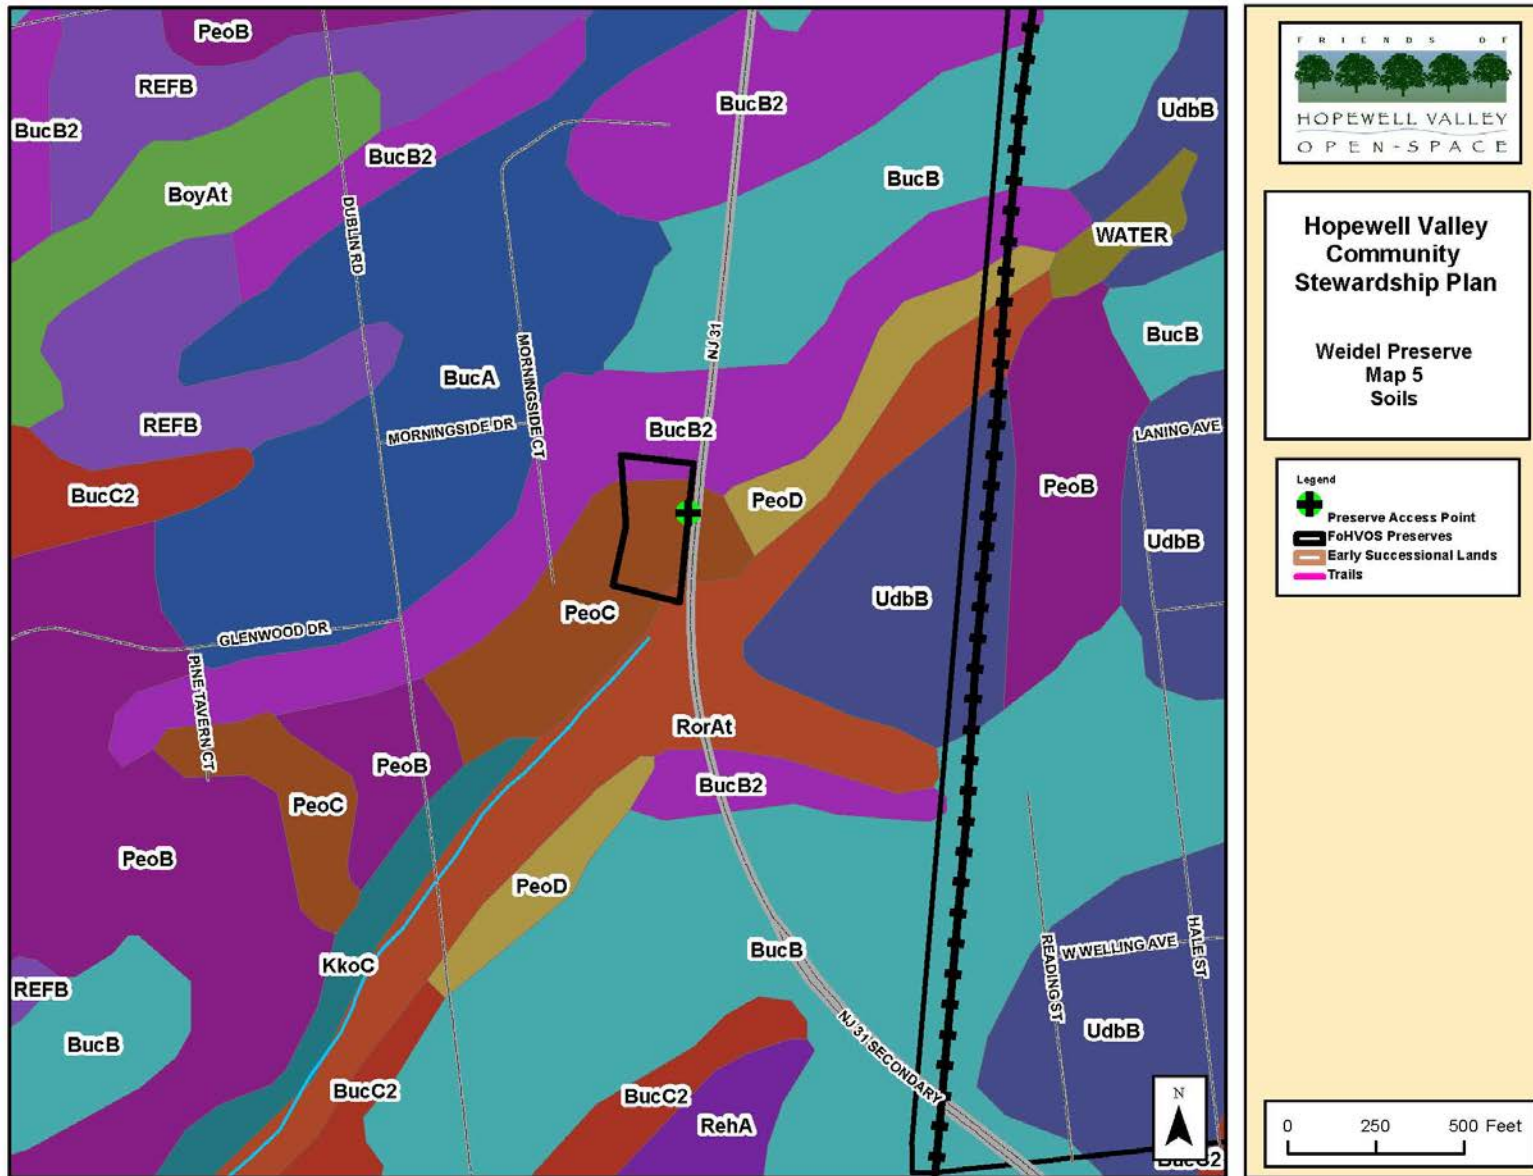 PeoB
REFB
BucB2
BucB2
BucB2
BoyAt
DUBLIN RD
BucB
UdbB
WATER
NJ 31
BucB
MORNINGSIDE CT
BucA
MORNINGSIDE DR
REFB
BucB2
LANING AVE
BucC2
PeoD
PeoB
UdbB
UdbB
PeoC
GLENWOOD DR
PINE TAVERN CT
RorAt
PeoB
BucB2
PeoC
PeoB
PeoD
BucB
KkoC
READING ST
W WELLING AVE
HALE ST
REFB
BucB
UdbB
NJ 31 SECONDARY
BucC2
BucC2
RehA
N
FRIENDS OF
HOPEWELL VALLEY
OPEN-SPACE
Hopewell Valley
Community
Stewardship Plan
Weidel Preserve
Map 5
Soils
Legend
Preserve Access Point
FoHVOS Preserves
Early Successional Lands
Trails
0 250 500 Feet